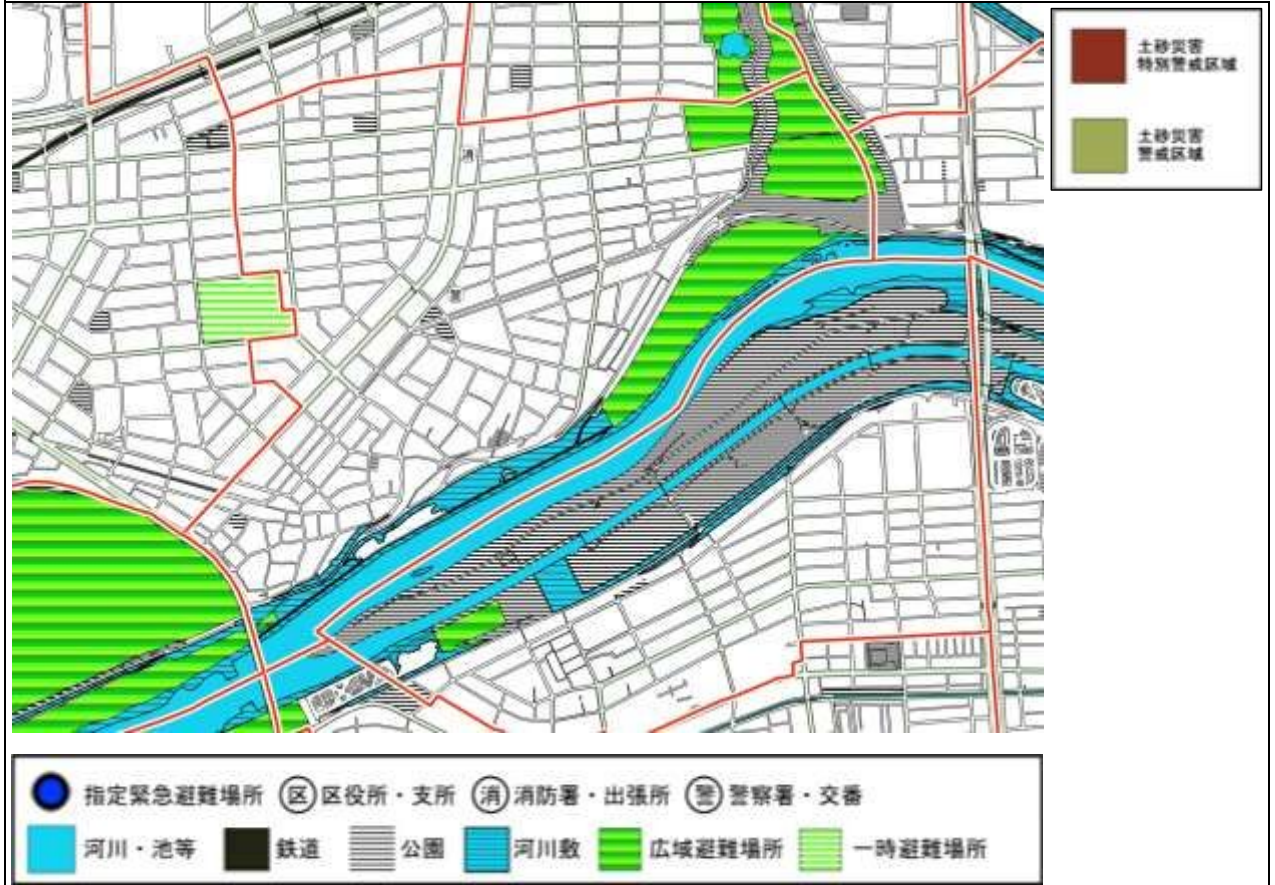 土砂災害
特別警戒区域
土砂災害
警戒区域
消
警
指定緊急避難場所 区 区役所・支所 消 消防署・出張所 警 警察署・交番
河川・池等 鉄道 公園 河川敷 広域避難場所 一時避難場所